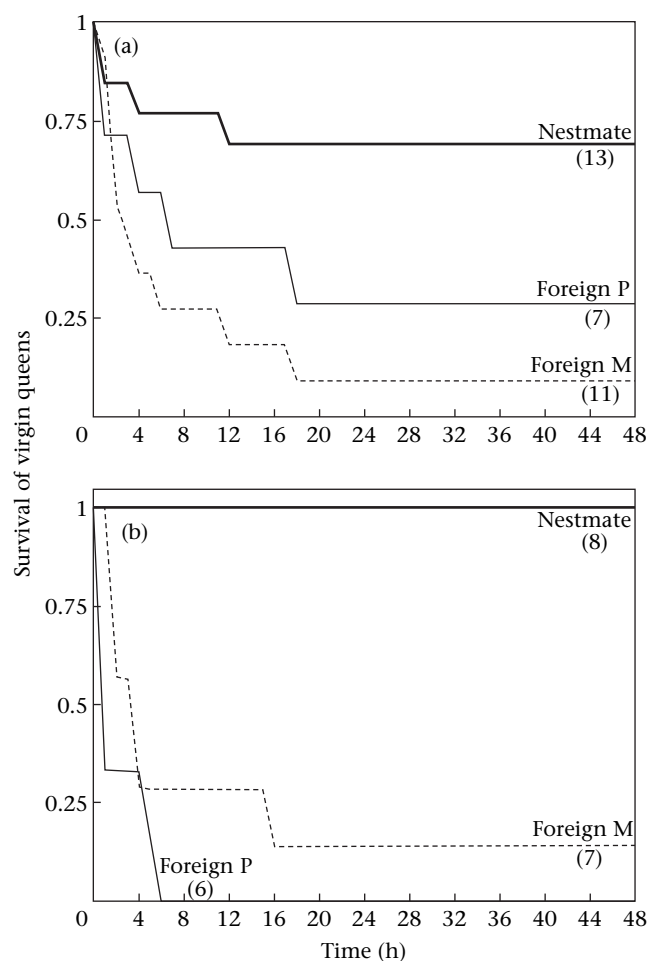 Survival of virgin queens
1
(a)
0.75
Nestmate
(13)
0.5
Foreign P
(7)
0.25
Foreign M
(11)
0 4 8 12 16 20 24 28 32 36 40 44 48
1
(b)
Nestmate
(8)
0.75
0.5
0.25
Foreign M
(7)
Foreign P
(6)
0 4 8 12 16 20 24 28 32 36 40 44 48
Time (h)